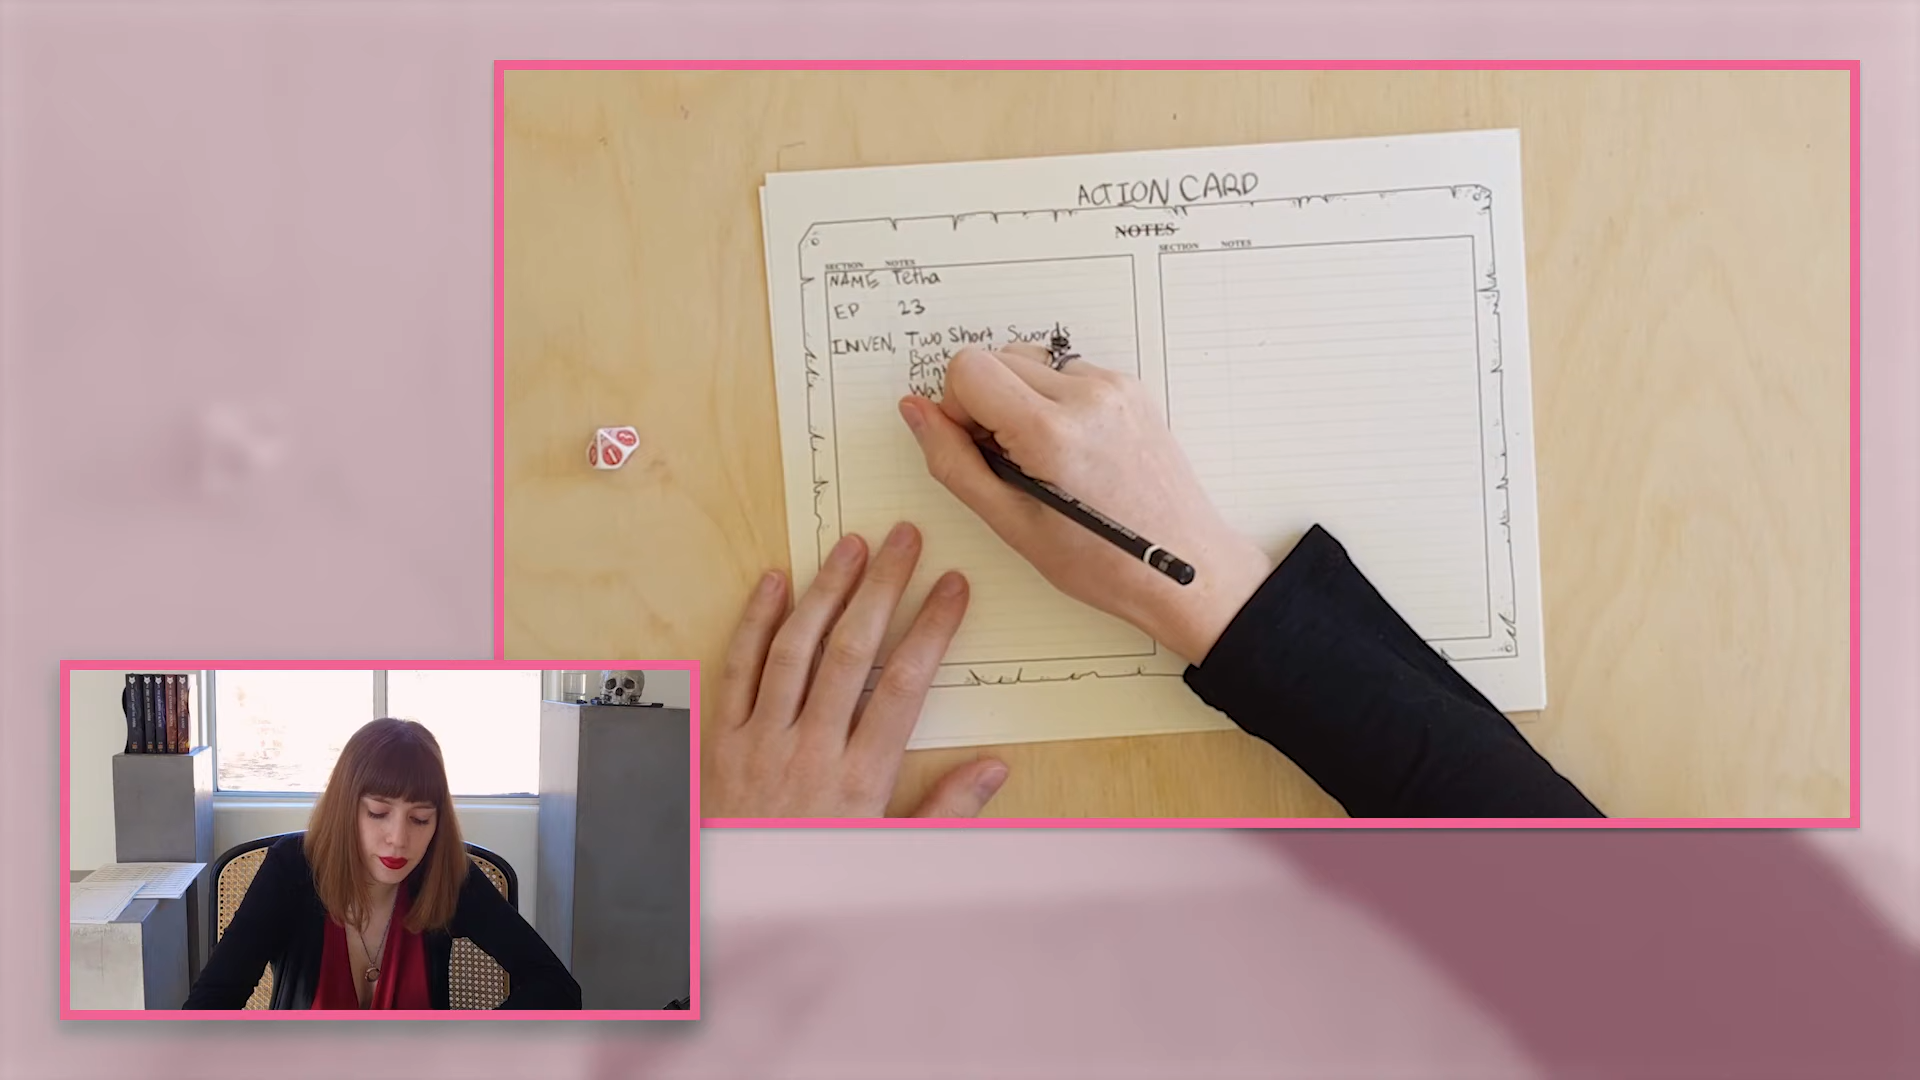 ACTION CARD
NOTES
SECTION NOTES
SECTION NOTES
NAME Tetha
EP 23
INVEN, Two Short Swords